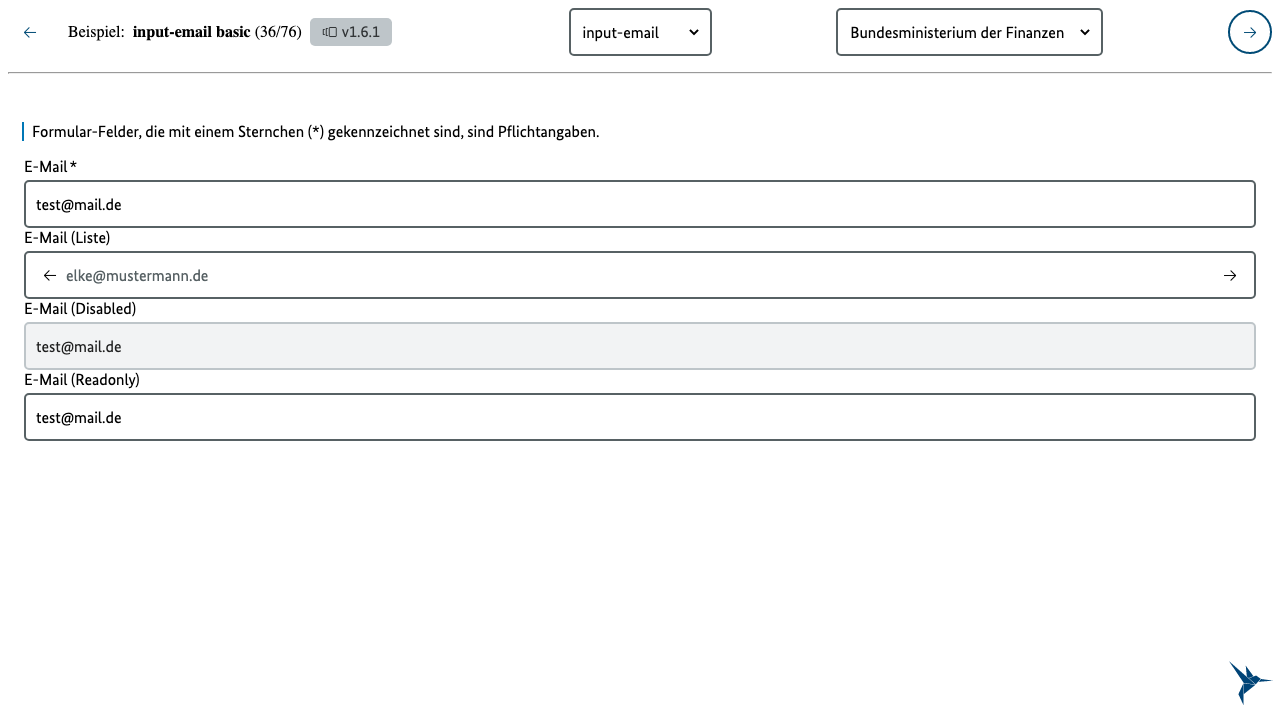 Beispiel: input-email basic (36/76) v1.6.1 input-email Bundesministerium der Finanzen
Formular-Felder, die mit einem Sternchen (*) gekennzeichnet sind, sind Pflichtangaben.
E-Mail*
test@mail.de
E-Mail (Liste)
elke@mustermann.de
E-Mail (Disabled)
test@mail.de
E-Mail (Readonly)
test@mail.de